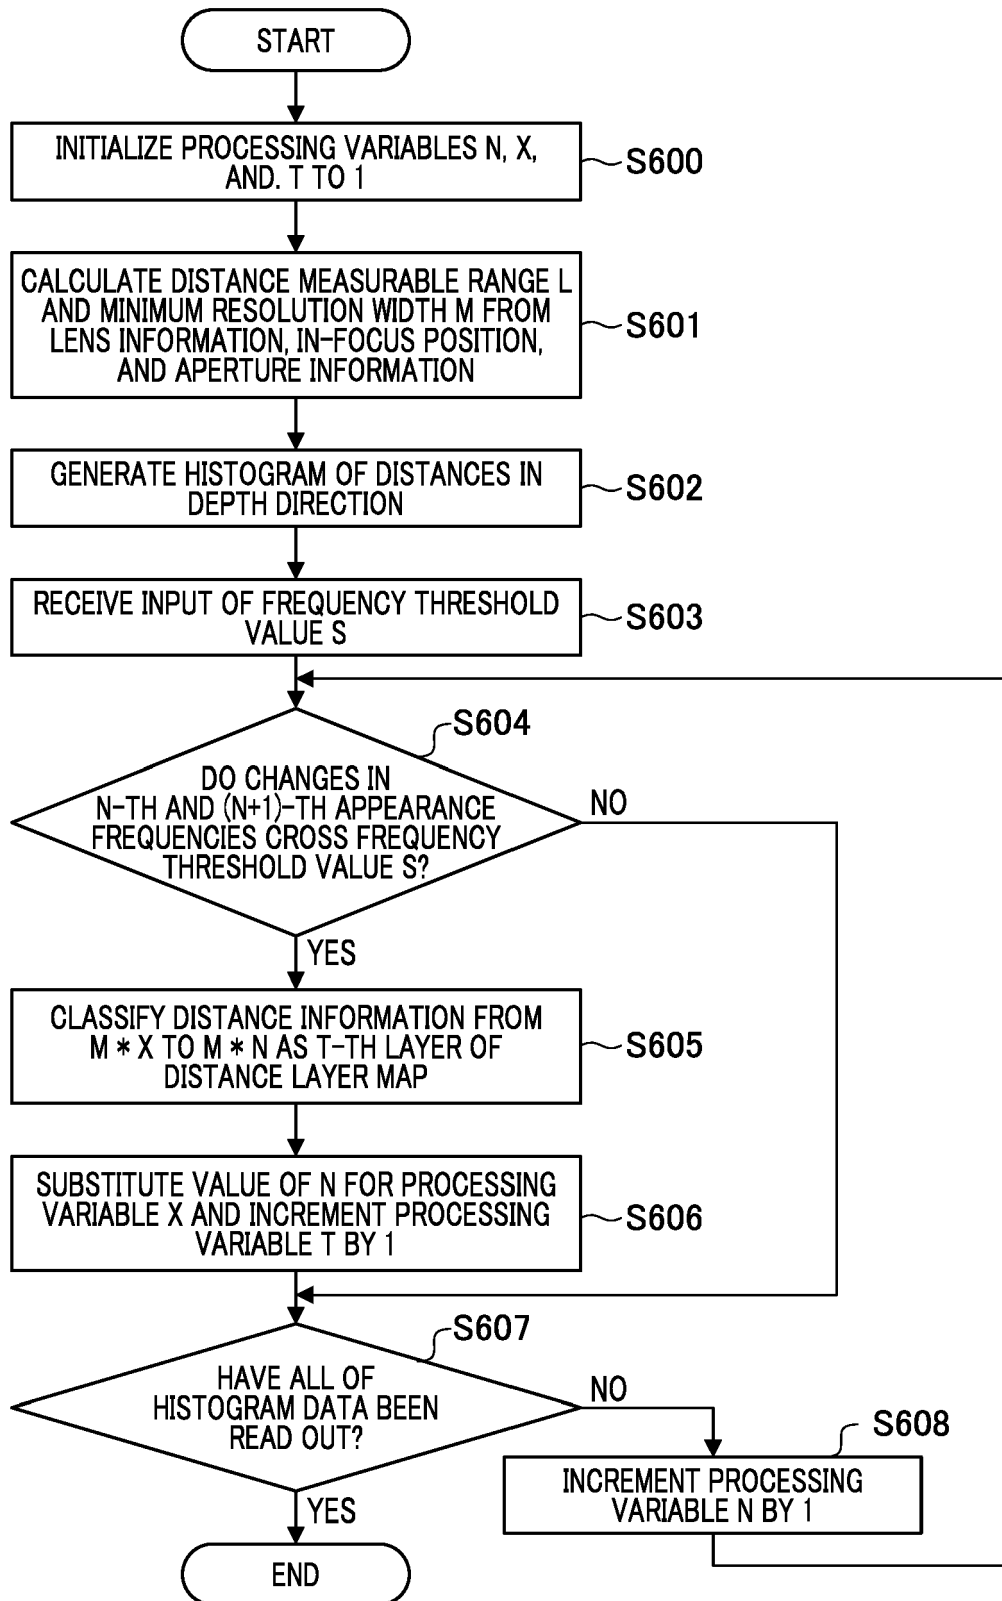 START
INITIALIZE PROCESSING VARIABLES N, X,
AND. T TO 1
S600
CALCULATE DISTANCE MEASURABLE RANGE L
AND MINIMUM RESOLUTION WIDTH M FROM
LENS INFORMATION, IN-FOCUS POSITION,
AND APERTURE INFORMATION
S601
GENERATE HISTOGRAM OF DISTANCES IN
DEPTH DIRECTION
S602
RECEIVE INPUT OF FREQUENCY THRESHOLD
VALUE S
S603
S604
DO CHANGES IN
N-TH AND (N+1)-TH APPEARANCE
FREQUENCIES CROSS FREQUENCY
THRESHOLD VALUE S?
NO
YES
CLASSIFY DISTANCE INFORMATION FROM
M * X TO M * N AS T-TH LAYER OF
DISTANCE LAYER MAP
S605
SUBSTITUTE VALUE OF N FOR PROCESSING
VARIABLE X AND INCREMENT PROCESSING
VARIABLE T BY 1
S606
S607
HAVE ALL OF
HISTOGRAM DATA BEEN
READ OUT?
NO
S608
INCREMENT PROCESSING
VARIABLE N BY 1
YES
END